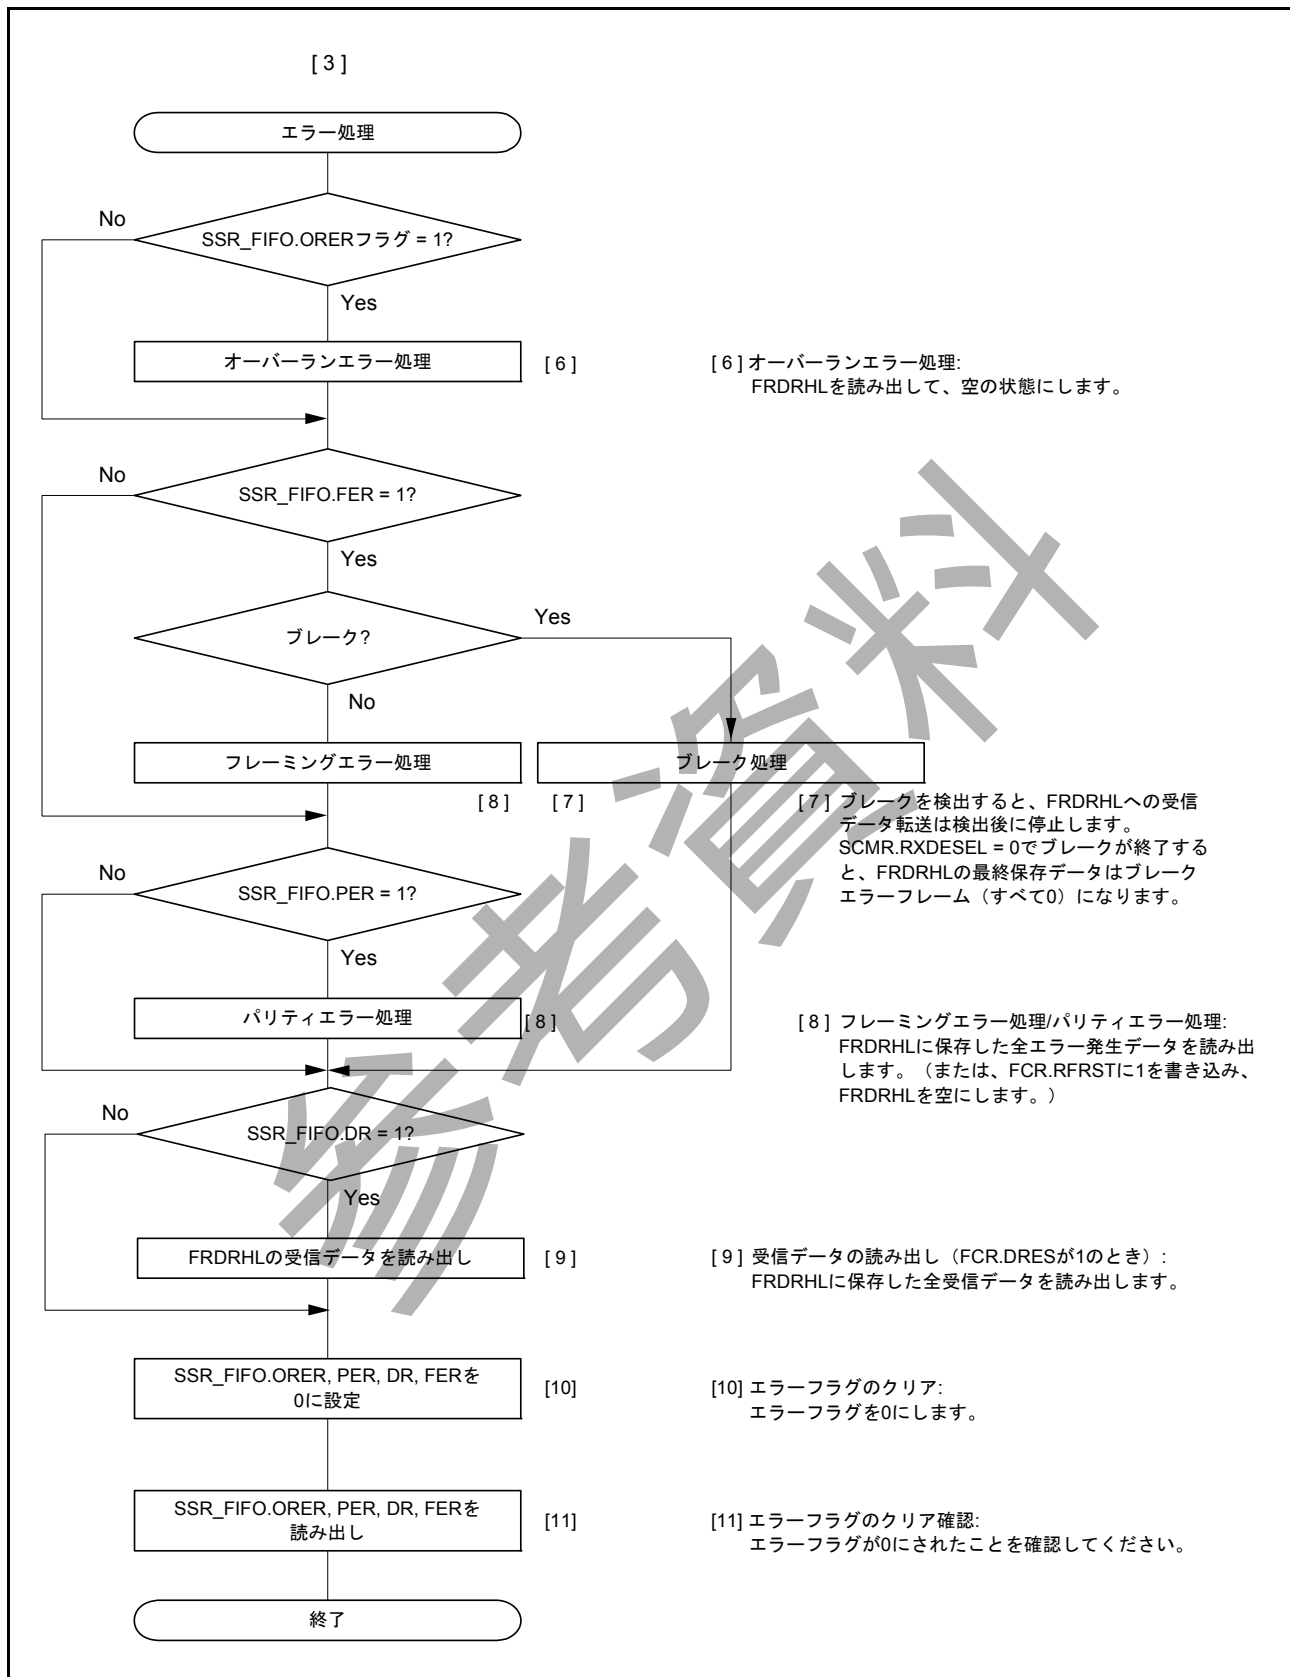 [ 3 ]
エラー処理
No
SSR_FIFO.ORERフラグ = 1?
Yes
オーバーランエラー処理
[ 6 ]
[ 6 ] オーバーランエラー処理:
FRDRHLを読み出して、空の状態にします。
No
SSR_FIFO.FER = 1?
Yes
ブレーク?
Yes
No
フレーミングエラー処理
ブレーク処理
[ 8 ]
[ 7 ]
[ 7 ] ブレークを検出すると、FRDRHLへの受信
データ転送は検出後に停止します。
SCMR.RXDESEL = 0でブレークが終了する
と、FRDRHLの最終保存データはブレーク
エラーフレーム（すべて0）になります。
No
SSR_FIFO.PER = 1?
Yes
パリティエラー処理
[ 8 ]
[ 8 ] フレーミングエラー処理/パリティエラー処理:
FRDRHLに保存した全エラー発生データを読み出
します。（または、FCR.RFRSTに1を書き込み、
FRDRHLを空にします。）
No
SSR_FIFO.DR = 1?
Yes
FRDRHLの受信データを読み出し
[ 9 ]
[ 9 ] 受信データの読み出し（FCR.DRESが1のとき）:
FRDRHLに保存した全受信データを読み出します。
SSR_FIFO.ORER, PER, DR, FERを
0に設定
[10]
[10] エラーフラグのクリア:
エラーフラグを0にします。
SSR_FIFO.ORER, PER, DR, FERを
読み出し
[11]
[11] エラーフラグのクリア確認:
エラーフラグが0にされたことを確認してください。
終了
参考資料